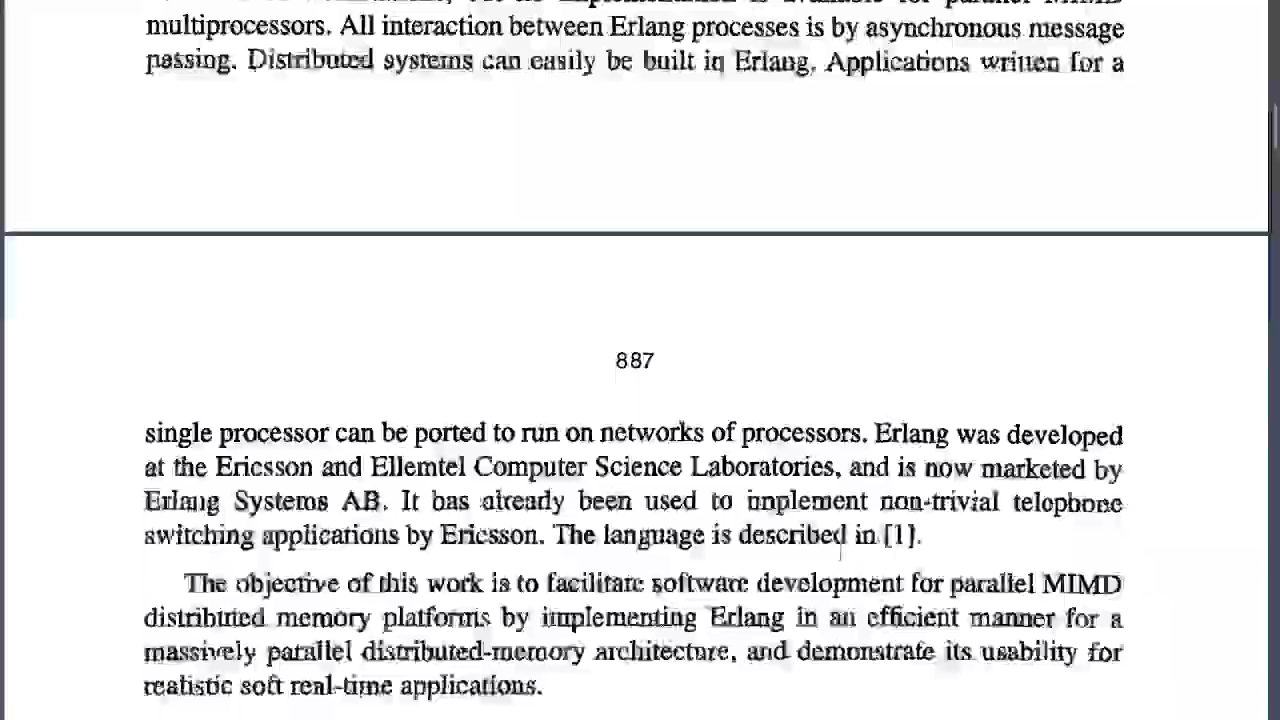 multiprocessors. All interaction between Erlang processes is by asynchronous message
passing. Distributed systems can easily be built in Erlang. Applications written for a
887
single processor can be ported to run on networks of processors. Erlang was developed
at the Ericsson and Ellemtel Computer Science Laboratories, and is now marketed by
Erlang Systems AB. It has already been used to implement non-trivial telephone
switching applications by Ericsson. The language is described in [1].
The objective of this work is to facilitate software development for parallel MIMD
distributed memory platforms by implementing Erlang in an efficient manner for a
massively parallel distributed-memory architecture, and demonstrate its usability for
realistic soft real-time applications.